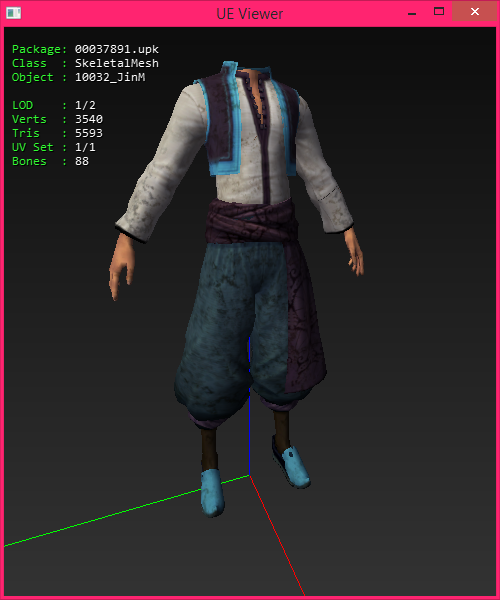 UE Viewer
Package: 00037891.upk
Class  : SkeletalMesh
Object : 10032_JinM
LOD    : 1/2
Verts  : 3540
Tris   : 5593
UV Set : 1/1
Bones  : 88